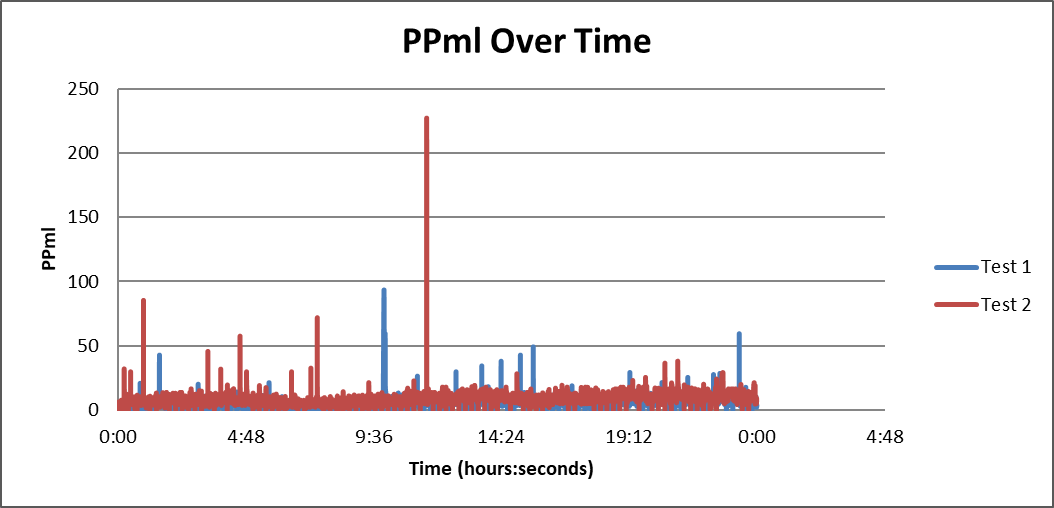 PPml Over Time
250
200
150
100
50
0
PPml
0:00 4:48 9:36 14:24 19:12 0:00 4:48
Time (hours:seconds)
Test 1
Test 2